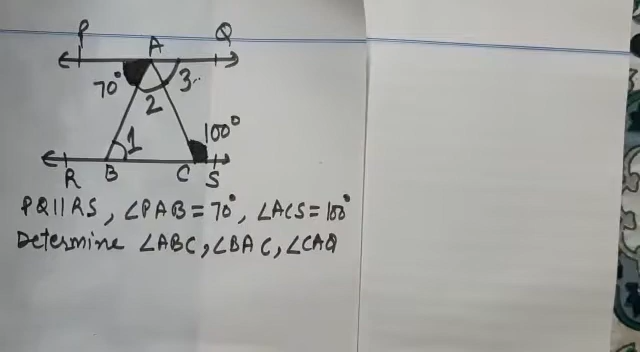 P A Q
70° 3
2
1 100°
R B C S
PQ||RS, ∠PAB=70°, ∠ACS=100°
Determine ∠ABC, ∠BAC, ∠CAQ